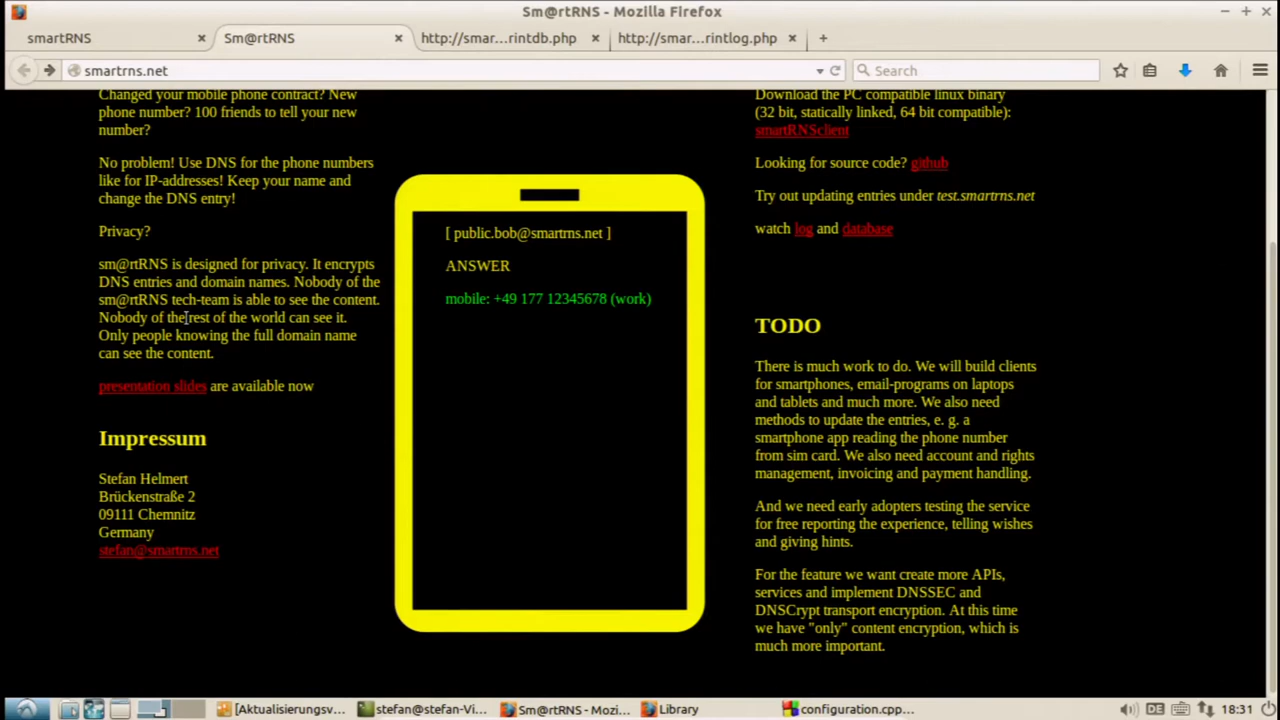 Sm@rtRNS - Mozilla Firefox
smartRNS
Sm@rtRNS
http://smar...rintdb.php
http://smar...rintlog.php
smartrns.net
Search
Changed your mobile phone contract? New
phone number? 100 friends to tell your new
number?
No problem! Use DNS for the phone numbers
like for IP-addresses! Keep your name and
change the DNS entry!
Privacy?
sm@rtRNS is designed for privacy. It encrypts
DNS entries and domain names. Nobody of the
sm@rtRNS tech-team is able to see the content.
Nobody of the rest of the world can see it.
Only people knowing the full domain name
can see the content.
presentation slides are available now
Impressum
Stefan Helmert
Brückenstraße 2
09111 Chemnitz
Germany
stefan@smartrns.net
[ public.bob@smartrns.net ]
ANSWER
mobile: +49 177 12345678 (work)
Download the PC compatible linux binary
(32 bit, statically linked, 64 bit compatible):
smartRNSclient
Looking for source code? github
Try out updating entries under test.smartrns.net
watch log and database
TODO
There is much work to do. We will build clients
for smartphones, email-programs on laptops
and tablets and much more. We also need
methods to update the entries, e. g. a
smartphone app reading the phone number
from sim card. We also need account and rights
management, invoicing and payment handling.
And we need early adopters testing the service
for free reporting the experience, telling wishes
and giving hints.
For the feature we want create more APIs,
services and implement DNSSEC and
DNSCrypt transport encryption. At this time
we have "only" content encryption, which is
much more important.
[Aktualisierungsv...
stefan@stefan-Vi...
Sm@rtRNS - Mozi...
Library
configuration.cpp...
DE
18:31